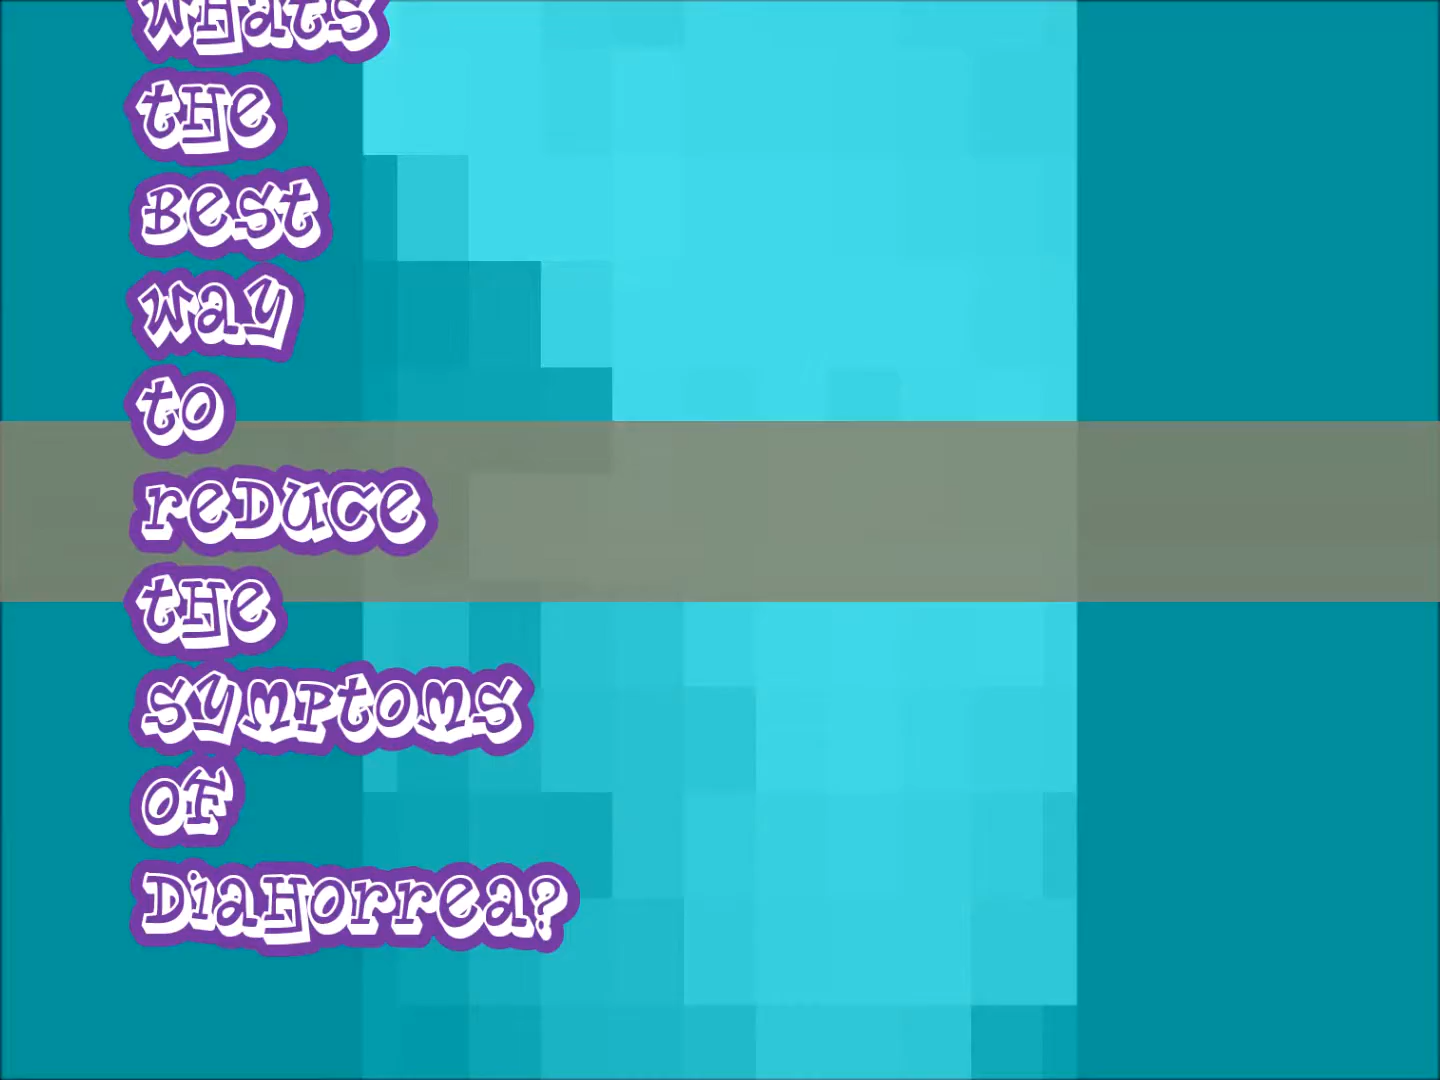 WHats
tHe
Best
way
to
reDuce
tHe
syMPtoMs
oF
DiaHorrea?